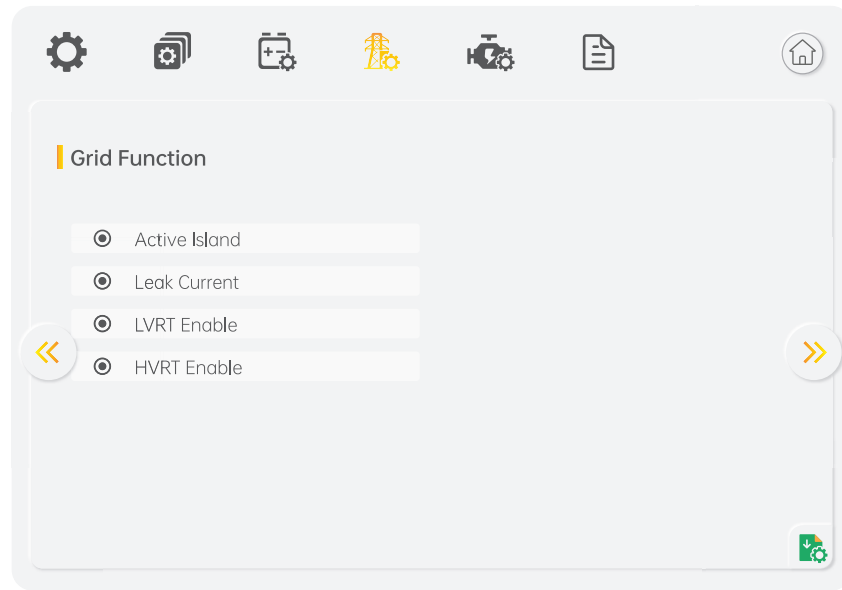 Grid Function
Active Island
Leak Current
LVRT Enable
HVRT Enable